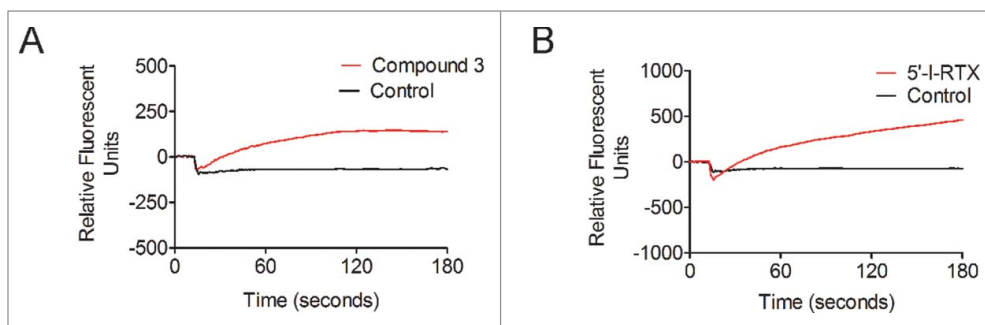 A
Relative Fluorescent
Units
500
250
0
-250
-500
Compound 3
Control
0
60
120
180
Time (seconds)
B
Relative Fluorescent
Units
1000
500
0
-500
-1000
5'-I-RTX
Control
0
60
120
180
Time (seconds)